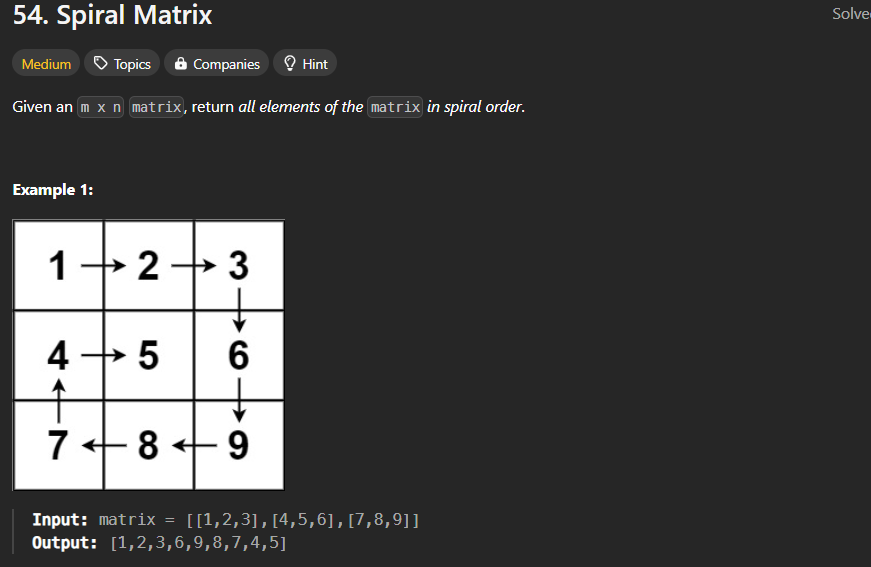 54. Spiral Matrix
Solve
Medium Topics Companies Hint
Given an m x n matrix, return all elements of the matrix in spiral order.
Example 1:
1 2 3
4 5 6
7 8 9
Input: matrix = [[1,2,3],[4,5,6],[7,8,9]]
Output: [1,2,3,6,9,8,7,4,5]